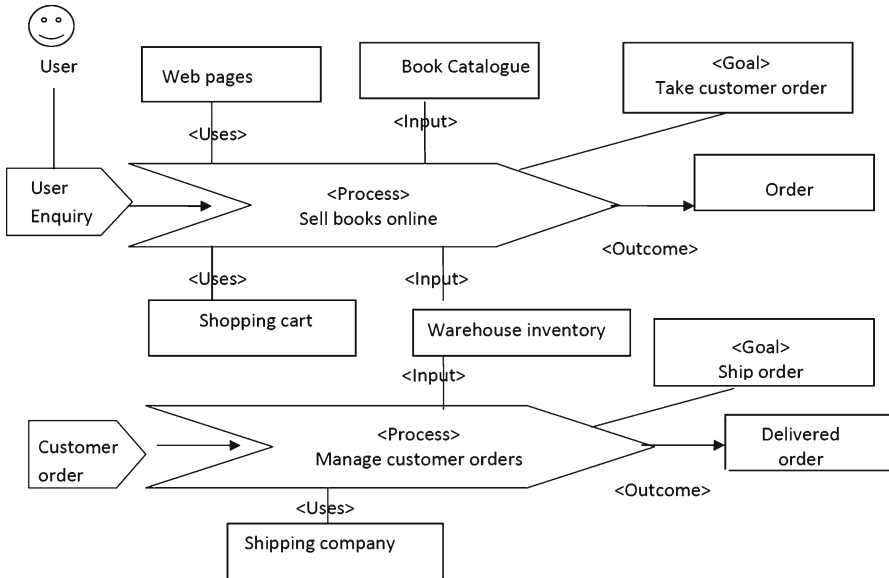 User
Web pages
Book Catalogue
<Goal>
Take customer order
<Uses>
<Input>
User
Enquiry
<Process>
Sell books online
Order
<Outcome>
<Uses>
<Input>
Shopping cart
Warehouse inventory
<Goal>
Ship order
<Input>
Customer
order
<Process>
Manage customer orders
Delivered
order
<Outcome>
<Uses>
Shipping company